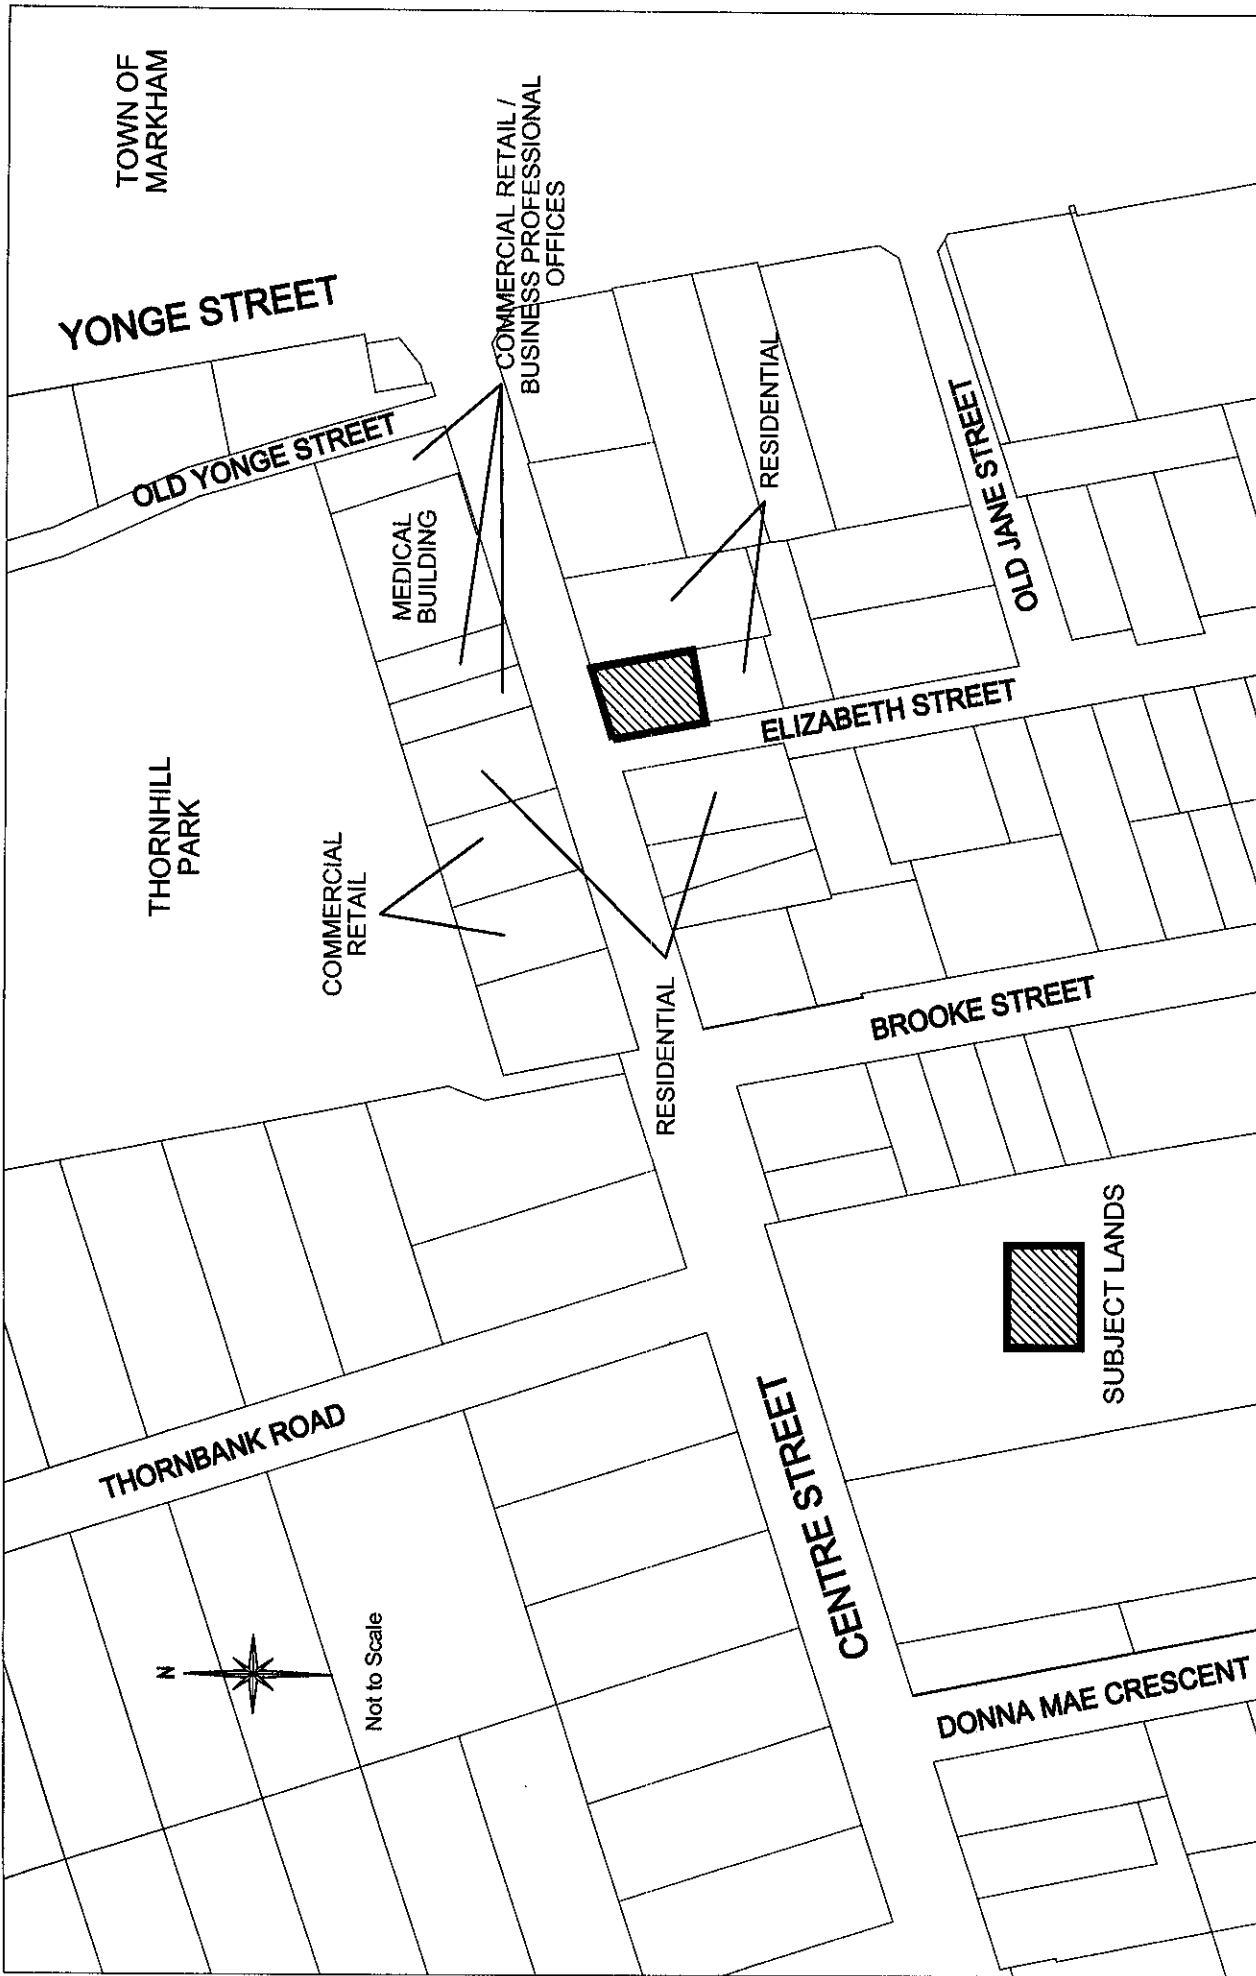 TOWN OF
MARKHAM
YONGE STREET
COMMERCIAL RETAIL /
BUSINESS PROFESSIONAL
OFFICES
OLD YONGE STREET
MEDICAL
BUILDING
THORNHILL
PARK
COMMERCIAL
RETAIL
RESIDENTIAL
OLD JANE STREET
ELIZABETH STREET
RESIDENTIAL
BROOKE STREET
THORNBANK ROAD
CENTRE STREET
SUBJECT LANDS
N
Not to Scale
DONNA MAE CRESCENT